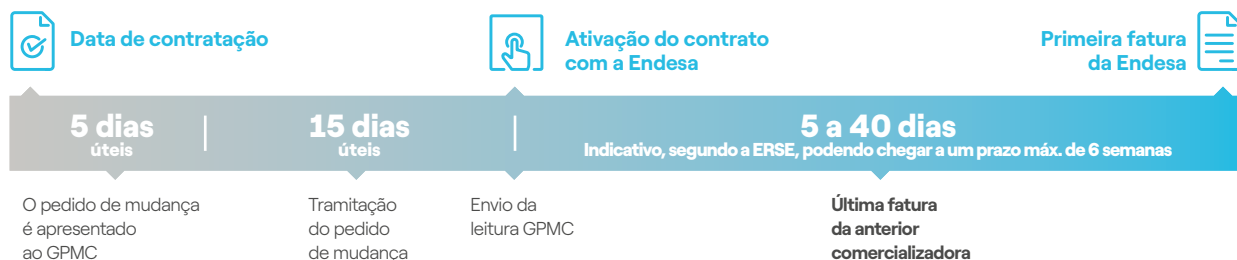 Data de contratação
Ativação do contrato
com a Endesa
Primeira fatura
da Endesa
5 dias
úteis
15 dias
úteis
5 a 40 dias
Indicativo, segundo a ERSE, podendo chegar a um prazo máx. de 6 semanas
O pedido de mudança
é apresentado
ao GPMC
Tramitação
do pedido
de mudança
Envio da
leitura GPMC
Última fatura
da anterior
comercializadora